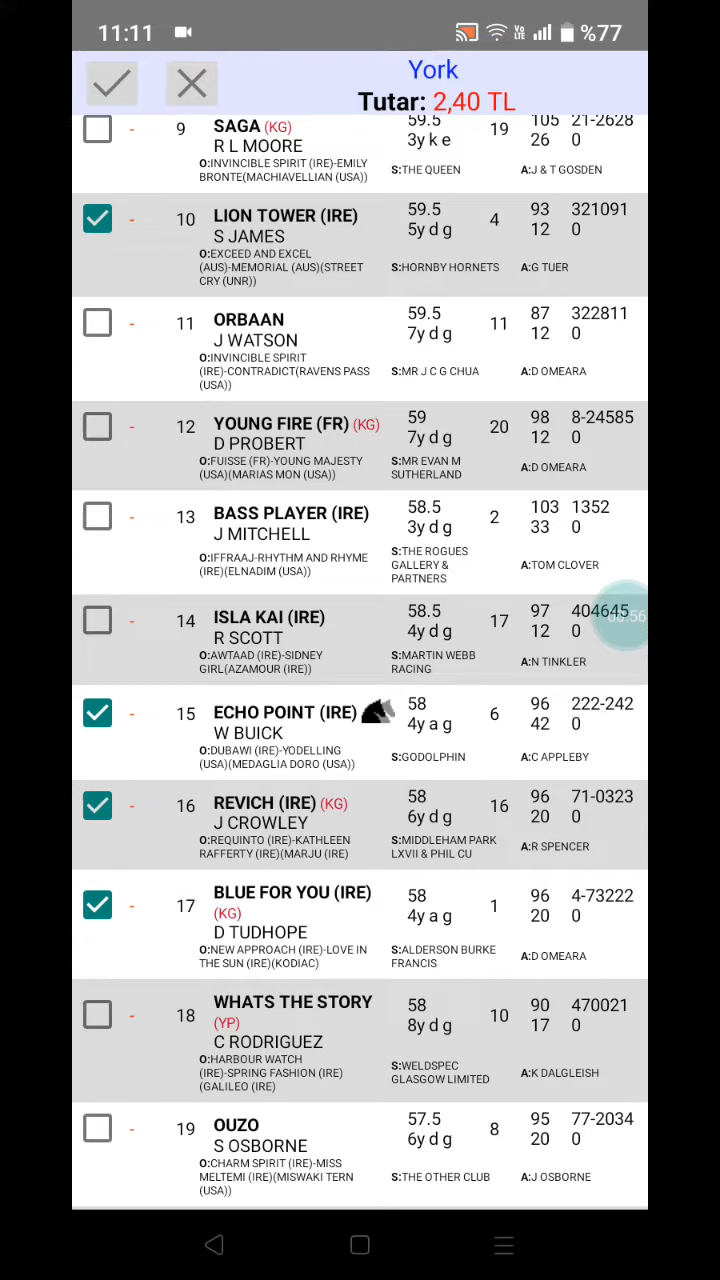 11:11
Vo LTE %77
York
Tutar: 2,40 TL
9 SAGA (KG) 59.5 19 105 21-2628
R L MOORE 3y k e 26 0
O:INVINCIBLE SPIRIT (IRE)-EMILY S:THE QUEEN A:J & T GOSDEN
BRONTE(MACHIAVELLIAN (USA))
- 10 LION TOWER (IRE) 59.5 4 93 321091
S JAMES 5y d g 12 0
O:EXCEED AND EXCEL
(AUS)-MEMORIAL (AUS)(STREET S:HORNBY HORNETS A:G TUER
CRY (UNR))
- 11 ORBAAN 59.5 11 87 322811
J WATSON 7y d g 12 0
O:INVINCIBLE SPIRIT
(IRE)-CONTRADICT(RAVENS PASS S:MR J C G CHUA A:D OMEARA
(USA))
- 12 YOUNG FIRE (FR) (KG) 59 20 98 8-24585
D PROBERT 7y d g 12 0
O:FUISSE (FR)-YOUNG MAJESTY S:MR EVAN M A:D OMEARA
(USA)(MARIAS MON (USA)) SUTHERLAND
- 13 BASS PLAYER (IRE) 58.5 2 103 1352
J MITCHELL 3y d g 33 0
O:IFFRAAJ-RHYTHM AND RHYME S:THE ROGUES A:TOM CLOVER
(IRE)(ELNADIM (USA)) GALLERY &
PARTNERS
- 14 ISLA KAI (IRE) 58.5 17 97 404645
R SCOTT 4y d g 12 0
O:AWTAAD (IRE)-SIDNEY S:MARTIN WEBB A:N TINKLER
GIRL(AZAMOUR (IRE)) RACING
- 15 ECHO POINT (IRE) 58 6 96 222-242
W BUICK 4y a g 42 0
O:DUBAWI (IRE)-YODELLING S:GODOLPHIN A:C APPLEBY
(USA)(MEDAGLIA DORO (USA))
- 16 REVICH (IRE) (KG) 58 16 96 71-0323
J CROWLEY 6y d g 20 0
O:REQUINTO (IRE)-KATHLEEN S:MIDDLEHAM PARK A:R SPENCER
RAFFERTY (IRE)(MARJU (IRE) LXVII & PHIL CU
- 17 BLUE FOR YOU (IRE) 58 1 96 4-73222
(KG) 4y a g 20 0
D TUDHOPE
O:NEW APPROACH (IRE)-LOVE IN S:ALDERSON BURKE A:D OMEARA
THE SUN (IRE)(KODIAC) FRANCIS
- 18 WHATS THE STORY 58 10 90 470021
(YP) 8y d g 17 0
C RODRIGUEZ
O:HARBOUR WATCH S:WELDSPEC A:K DALGLEISH
(IRE)-SPRING FASHION (IRE) GLASGOW LIMITED
(GALILEO (IRE)
- 19 OUZO 57.5 8 95 77-2034
S OSBORNE 6y d g 20 0
O:CHARM SPIRIT (IRE)-MISS S:THE OTHER CLUB A:J OSBORNE
MELTEMI (IRE)(MISWAKI TERN
(USA))